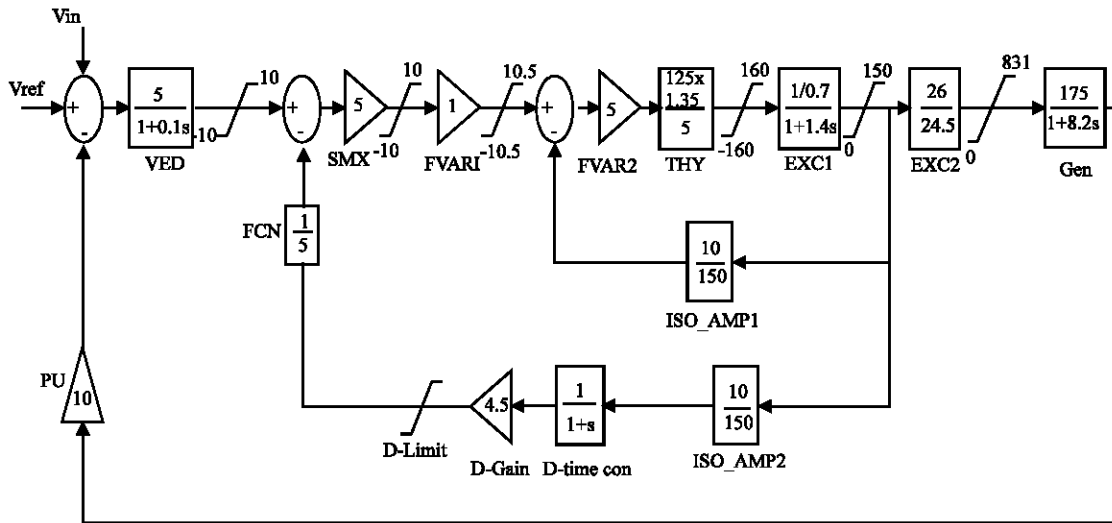 Vin
Vref
+
-
5
1+0.1s
VED
10
-10
+
-
5
SMX
10
-10
1
FVARI
10.5
-10.5
+
-
5
FVAR2
125x
1.35
5
THY
160
-160
1/0.7
1+1.4s
EXC1
150
0
26
24.5
EXC2
831
0
175
1+8.2s
Gen
FCN
1
5
10
150
ISO_AMP1
PU
10
D-Limit
4.5
D-Gain
1
1+s
D-time con
10
150
ISO_AMP2